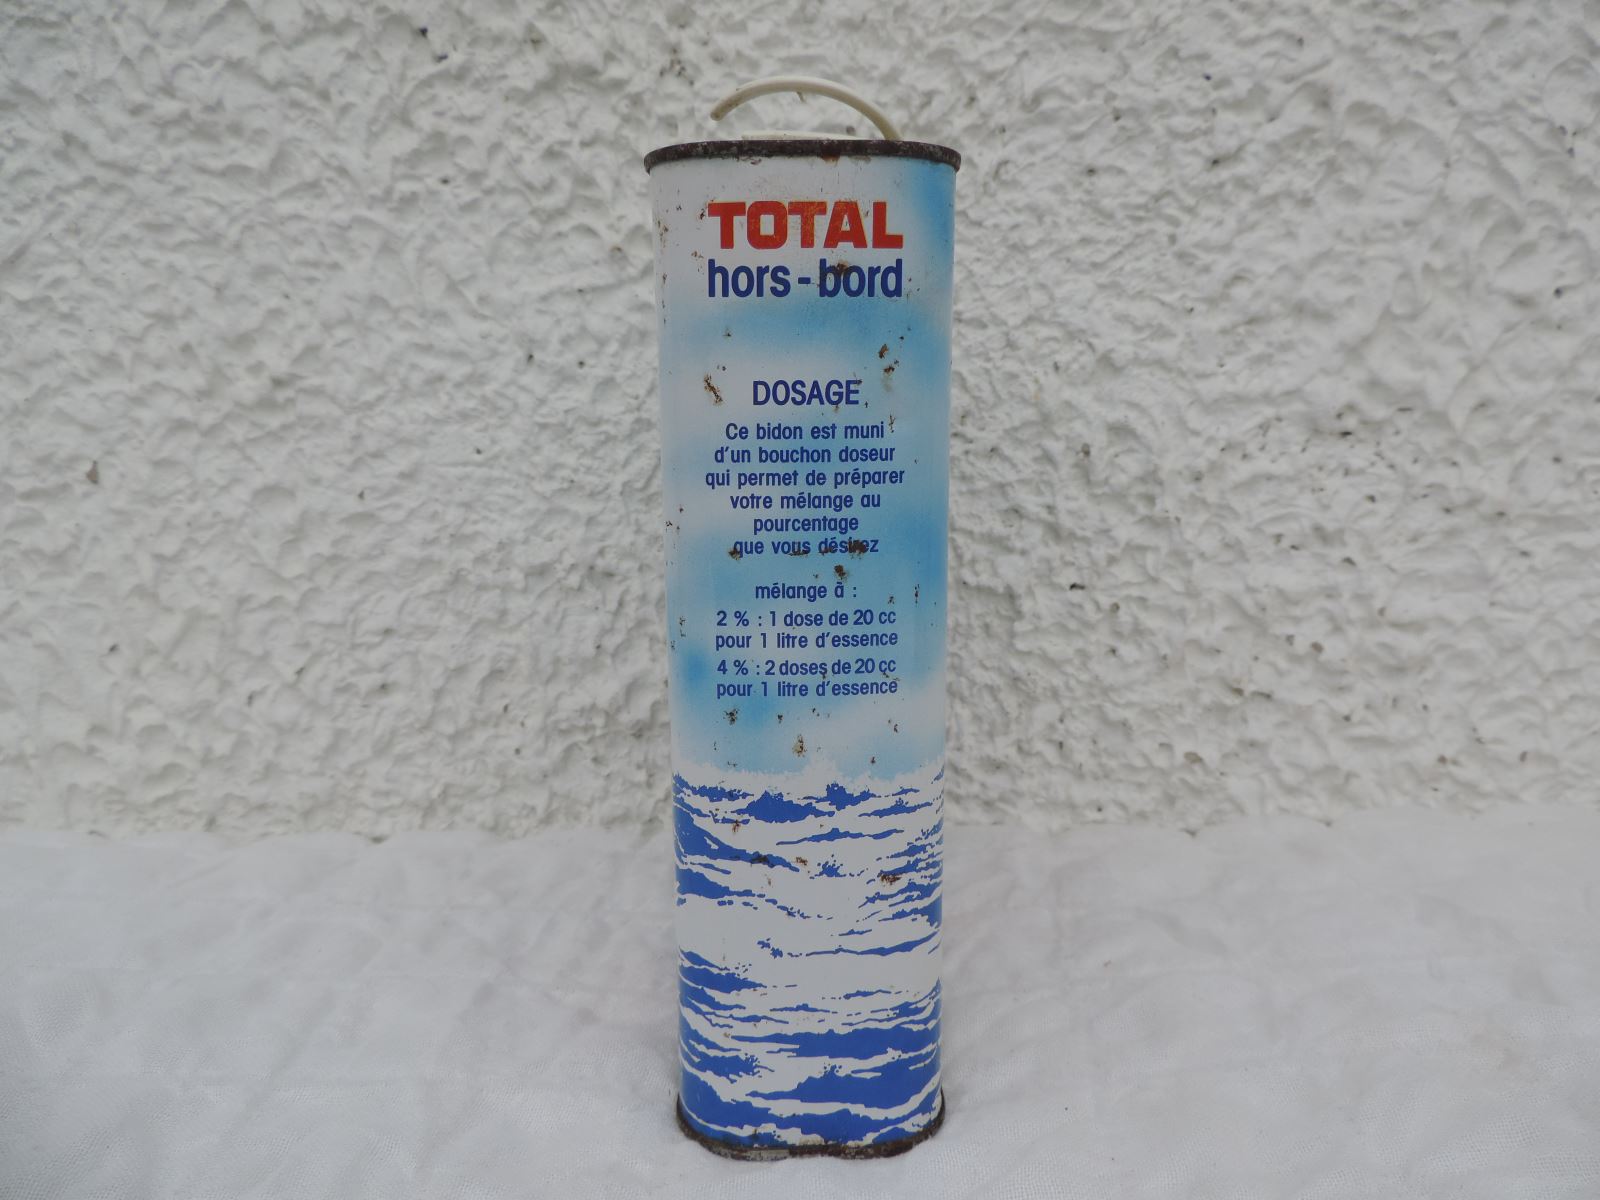 TOTAL
hors-bord
DOSAGE
Ce bidon est muni
d'un bouchon doseur
qui permet de préparer
votre mélange au
pourcentage
que vous désirez
mélange à :
2 % : 1 dose de 20 cc
pour 1 litre d'essence
4 % : 2 doses de 20 cc
pour 1 litre d'essence